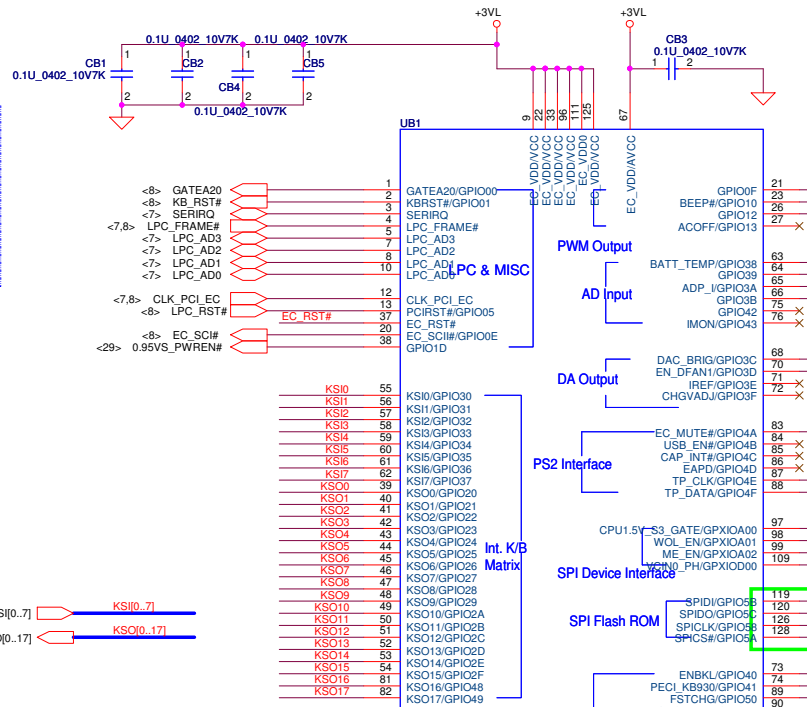 +3VL
+3VL
0.1U_0402_10V7K
0.1U_0402_10V7K
CB3
0.1U_0402_10V7K
1
1
1
1
1
2
CB1
CB2
CB4
CB5
0.1U_0402_10V7K
2
2
2
2
0.1U_0402_10V7K
9
22
33
96
111
125
67
UB1
EC_VDD/VCC
EC_VDD/VCC
EC_VDD/VCC
EC_VDD/VCC
EC_VDD0
EC_VDD/VCC
EC_VDD/AVCC
<8> GATEA20 1 GATEA20/GPIO00
<8> KB_RST# 2 KBRST#/GPIO01
<7> SERIRQ 3 SERIRQ
<7,8> LPC_FRAME# 4 LPC_FRAME#
<7> LPC_AD3 5 LPC_AD3
<7> LPC_AD2 7 LPC_AD2
<7> LPC_AD1 8 LPC_AD1
<7> LPC_AD0 10 LPC_AD0
LPC & MISC
<7,8> CLK_PCI_EC 12 CLK_PCI_EC
<8> LPC_RST# 13 PCIRST#/GPIO05
EC_RST# 37 EC_RST#
<8> EC_SCI# 20 EC_SCII#/GPIO0E
<29> 0.95VS_PWREN# 38 GPIO1D
KSI0 55 KSI0/GPIO30
KSI1 56 KSI1/GPIO31
KSI2 57 KSI2/GPIO32
KSI3 58 KSI3/GPIO33
KSI4 59 KSI4/GPIO34
KSI5 60 KSI5/GPIO35
KSI6 61 KSI6/GPIO36
KSI7 62 KSI7/GPIO37
KSO0 39 KSO0/GPIO20
KSO1 40 KSO1/GPIO21
KSO2 41 KSO2/GPIO22
KSO3 42 KSO3/GPIO23
KSO4 43 KSO4/GPIO24
KSO5 44 KSO5/GPIO25
KSO6 45 KSO6/GPIO26
KSO7 46 KSO7/GPIO27
KSO8 47 KSO8/GPIO28
KSO9 48 KSO9/GPIO29
KSO10 49 KSO10/GPIO2A
KSO11 50 KSO11/GPIO2B
KSO12 51 KSO12/GPIO2C
KSO13 52 KSO13/GPIO2D
KSO14 53 KSO14/GPIO2E
KSO15 54 KSO15/GPIO2F
KSO16 81 KSO16/GPIO48
KSO17 82 KSO17/GPIO49
Int. K/B
Matrix
SI[0..7] KSI[0..7]
O[0..17] KSO[0..17]
GPIO0F 21
BEEP#/GPIO10 23
GPIO12 26
ACOFF/GPIO13 27
PWM Output
BATT_TEMP/GPIO38 63
GPIO39 64
ADP_I/GPIO3A 65
GPIO3B 66
GPIO42 75
IMON/GPIO43 76
AD Input
DAC_BRIG/GPIO3C 68
EN_DFAN1/GPIO3D 70
IREF/GPIO3E 71
CHGVADJ/GPIO3F 72
DA Output
EC_MUTE#/GPIO4A 83
USB_EN#/GPIO4B 84
CAP_INT#/GPIO4C 85
EAPD/GPIO4D 86
TP_CLK/GPIO4E 87
TP_DATA/GPIO4F 88
PS2 Interface
CPU1.5V_S3_GATE/GPXIOA00 97
WOL_EN/GPXIOA01 98
ME_EN/GPXIOA02 99
VCIN0_PH/GPXIOD00 109
SPI Device Interface
SPIDI/GPIO5B 119
SPIDO/GPIO5C 120
SPICLK/GPIO58 126
SPICS#/GPIO5A 128
SPI Flash ROM
ENBKL/GPIO40 73
PECI_KB930/GPIO41 74
FSTCHG/GPIO50 89
90